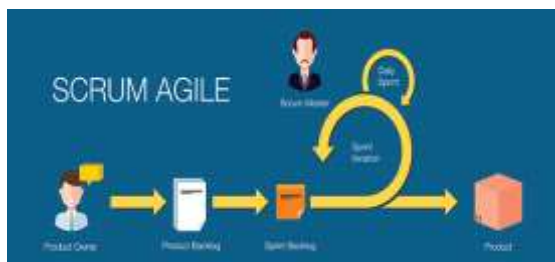 SCRUM AGILE
Scrum Master
Daily
Sprint
Sprint
Iteration
Product Owner
Product Backlog
Sprint Backlog
Product